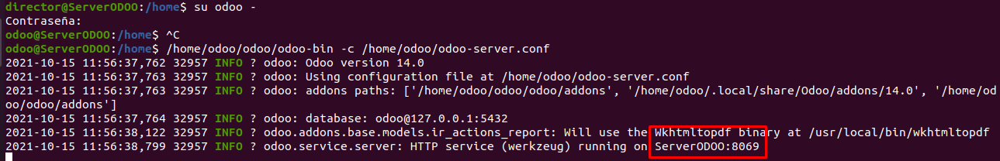 director@ServerODOO:/home$ su odoo -
Contraseña:
odoo@ServerODOO:/home$ ^C
odoo@ServerODOO:/home$ /home/odoo/odoo/odoo-bin -c /home/odoo/odoo-server.conf
2021-10-15 11:56:37,762 32957 INFO ? odoo: Odoo version 14.0
2021-10-15 11:56:37,763 32957 INFO ? odoo: Using configuration file at /home/odoo/odoo-server.conf
2021-10-15 11:56:37,763 32957 INFO ? odoo: addons paths: ['/home/odoo/odoo/odoo/addons', '/home/odoo/.local/share/Odoo/addons/14.0', '/home/od
oo/odoo/addons']
2021-10-15 11:56:37,764 32957 INFO ? odoo: database: odoo@127.0.0.1:5432
2021-10-15 11:56:38,122 32957 INFO ? odoo.addons.base.models.ir_actions_report: Will use the Wkhtmltopdf binary at /usr/local/bin/wkhtmltopdf
2021-10-15 11:56:38,799 32957 INFO ? odoo.service.server: HTTP service (werkzeug) running on ServerODOO:8069